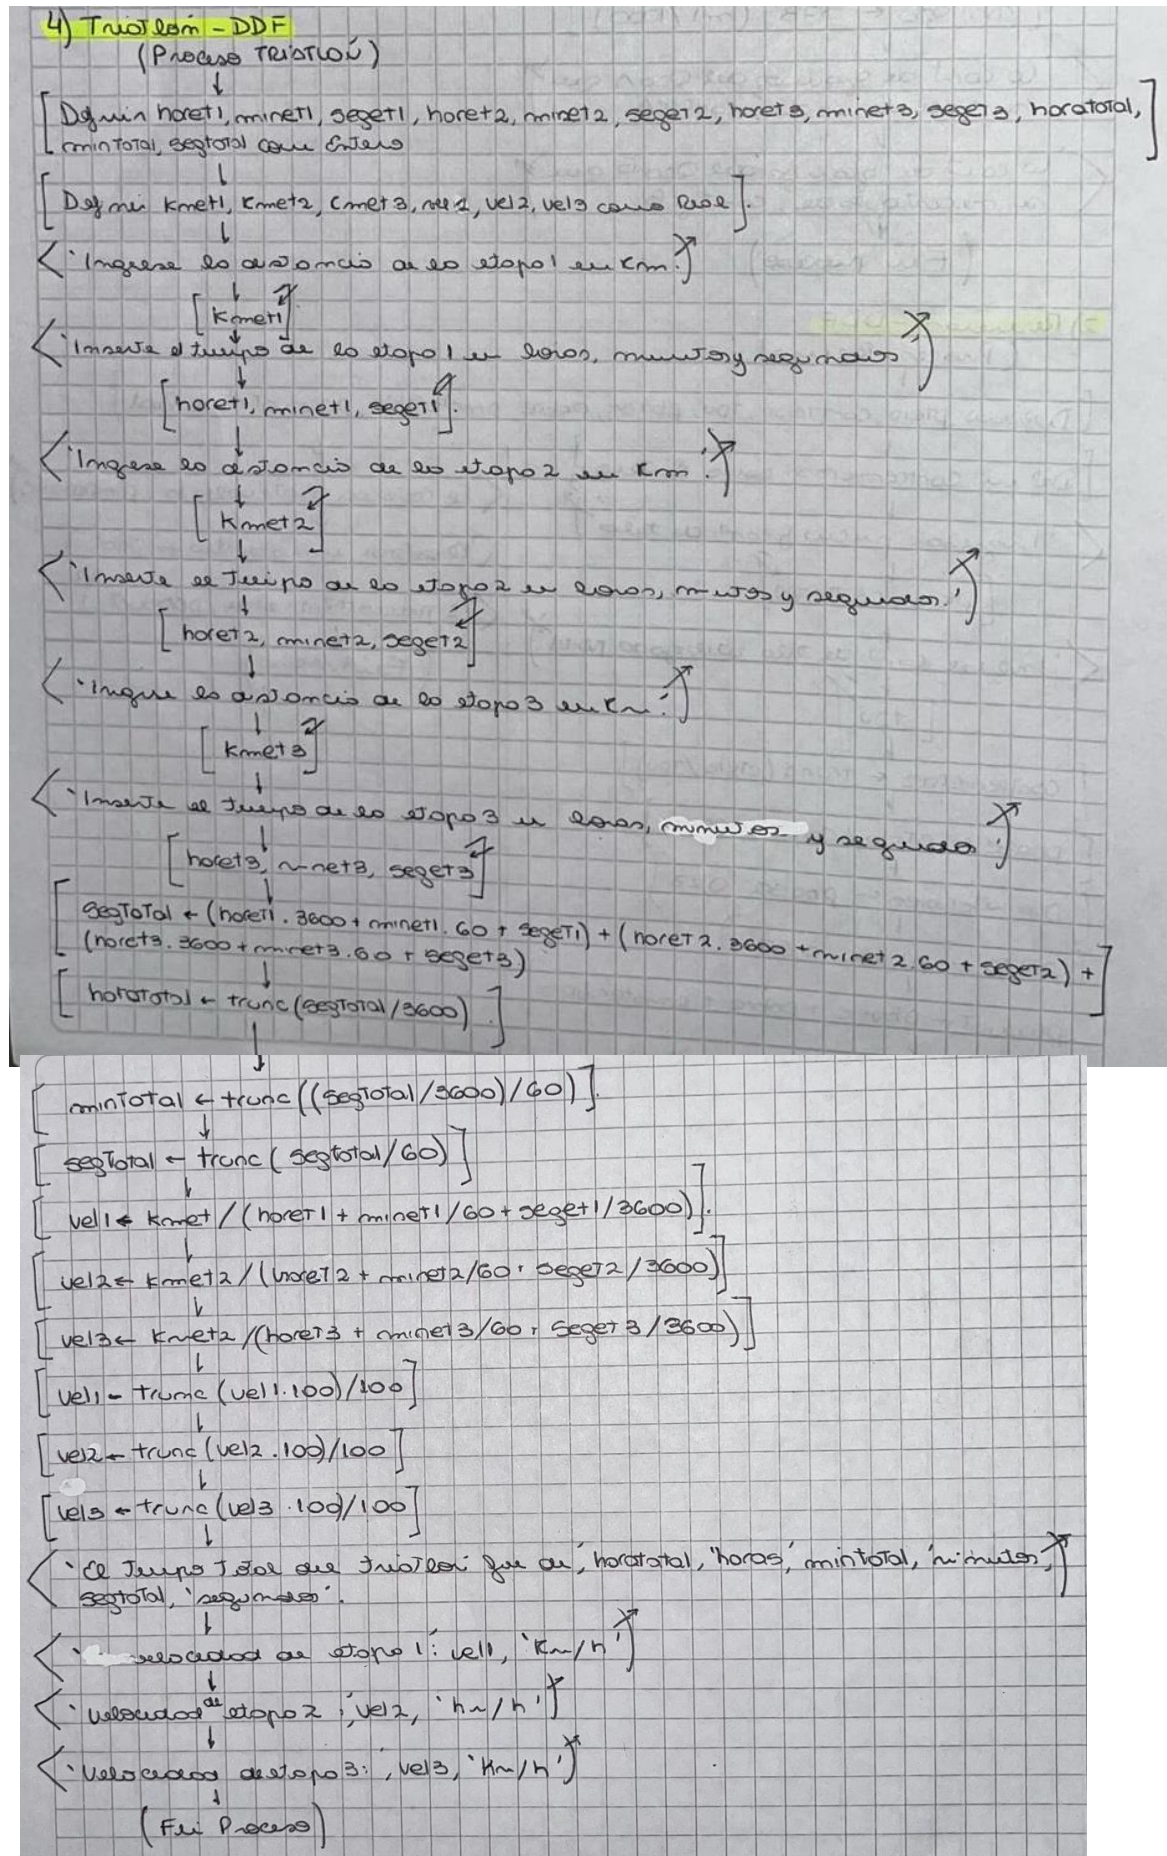 4) Triatlón - DDF
(Proceso TRIATLÓN)
[Definir horet1, minet1, seget1, horet2, minet2, seget2, horet3, minet3, seget3, horatotal,
mintotal, segtotal como Entero]
[Definir kmet1, kmet2, kmet3, vel1, vel2, vel3 como Real].
<'Ingrese la distancia de la etapa 1 en km:'
[kmet1]
<'Inserte el tiempo de la etapa 1 en horas, minutos y segundos:'
[horet1, minet1, seget1].
<'Ingrese la distancia de la etapa 2 en km:'
[kmet2]
<'Inserte el tiempo de la etapa 2 en horas, minutos y segundos:'
[horet2, minet2, seget2]
<'Ingrese la distancia de la etapa 3 en km:'
[kmet3]
<'Inserte el tiempo de la etapa 3 en horas, minutos y segundos:'
[horet3, minet3, seget3]
[segtotal ← (horet1 . 3600 + minet1 . 60 + seget1) + (horet2 . 3600 + minet2 . 60 + seget2) +
(horet3 . 3600 + minet3 . 60 + seget3)]
[horatotal ← trunc(segtotal/3600).]
[mintotal ← trunc((segtotal/3600)/60)].
[segtotal ← trunc(segtotal/60)]
[vel1 ← kmet/(horet1 + minet1/60 + seget1/3600)].
[vel2 ← kmet2/(horet2 + minet2/60 + seget2/3600)]
[vel3 ← kmet2/(horet3 + minet3/60 + seget3/3600)]
[vel1 ← trunc(vel1.100)/100]
[vel2 ← trunc(vel2.100)/100]
[vel3 ← trunc(vel3.100)/100]
<'El tiempo total del triatlón fue de', horatotal, 'horas', mintotal, 'minutos',
segtotal, 'segundos'.
<'velocidad de etapa 1: vel1, 'Km/h'
<'velocidad de etapa 2 ', vel2, 'km/h'
<'Velocidad de etapa 3:', vel3, 'Km/h'
(Fin Proceso)